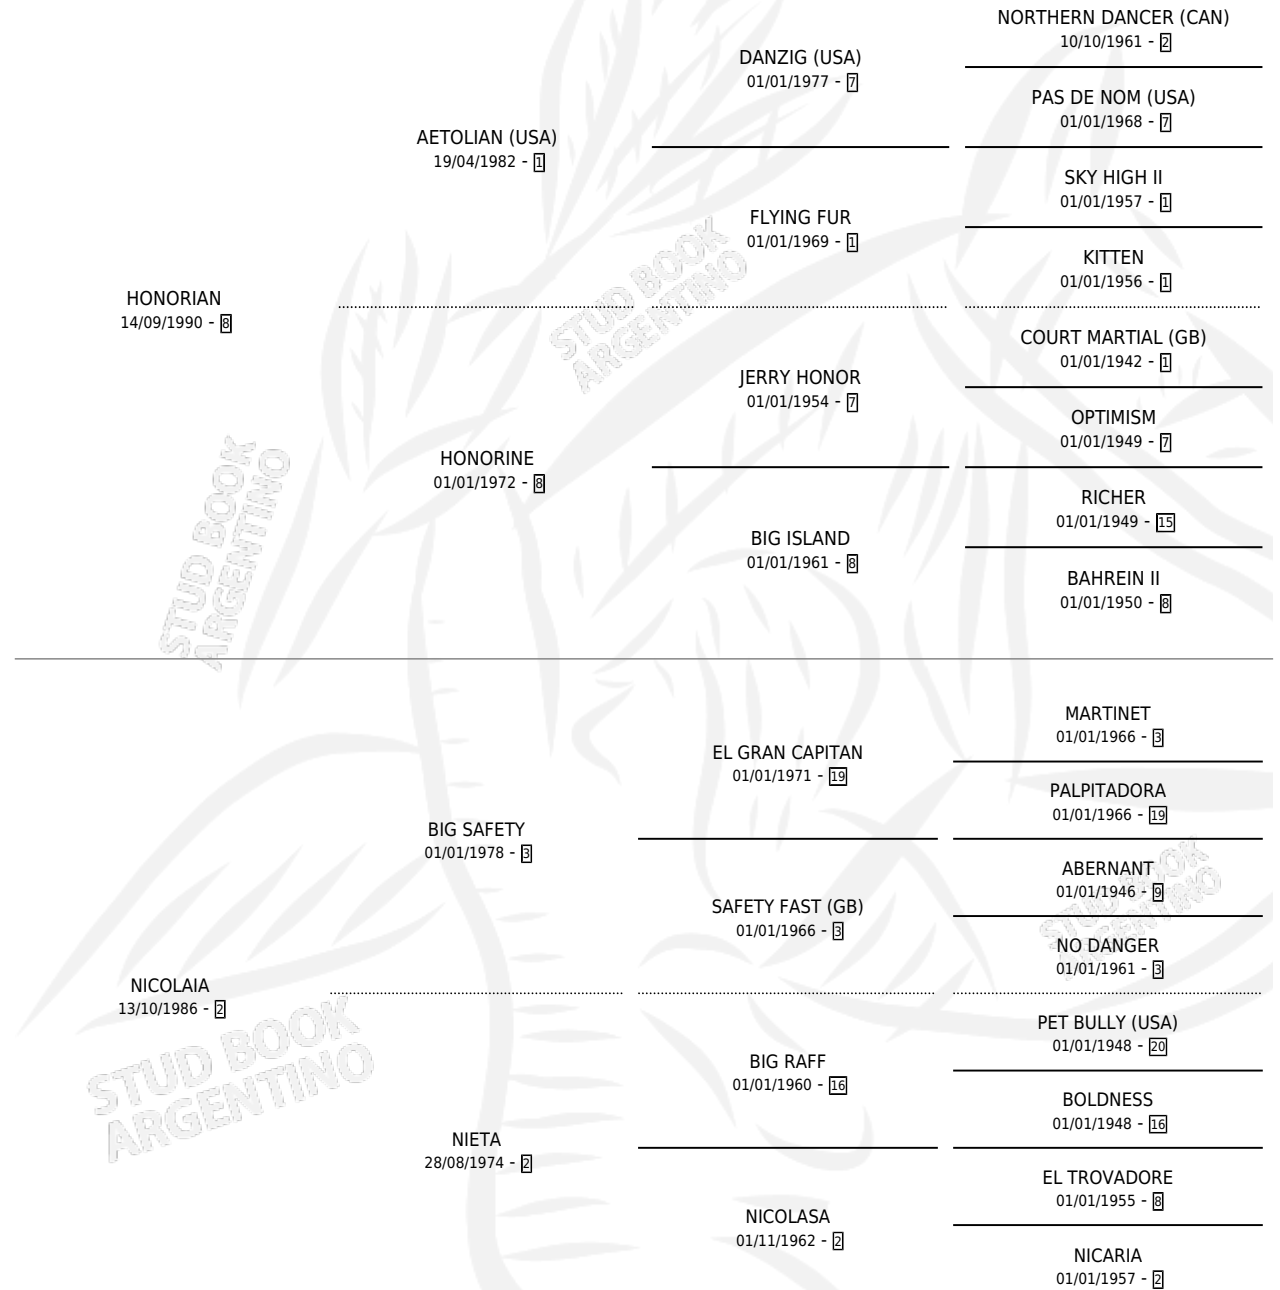 NORTHERN DANCER (CAN)
10/10/1961 - 2
DANZIG (USA)
01/01/1977 - 7
PAS DE NOM (USA)
01/01/1968 - 7
AETOLIAN (USA)
19/04/1982 - 1
SKY HIGH II
01/01/1957 - 1
FLYING FUR
01/01/1969 - 1
KITTEN
01/01/1956 - 1
HONORIAN
14/09/1990 - 8
COURT MARTIAL (GB)
01/01/1942 - 1
JERRY HONOR
01/01/1954 - 7
OPTIMISM
01/01/1949 - 7
HONORINE
01/01/1972 - 8
RICHER
01/01/1949 - 15
BIG ISLAND
01/01/1961 - 8
BAHREIN II
01/01/1950 - 8
MARTINET
01/01/1966 - 3
EL GRAN CAPITAN
01/01/1971 - 19
PALPITADORA
01/01/1966 - 19
BIG SAFETY
01/01/1978 - 3
ABERNANT
01/01/1946 - 9
SAFETY FAST (GB)
01/01/1966 - 3
NO DANGER
01/01/1961 - 3
NICOLAIA
13/10/1986 - 2
PET BULLY (USA)
01/01/1948 - 20
BIG RAFF
01/01/1960 - 16
BOLDNESS
01/01/1948 - 16
NIETA
28/08/1974 - 2
EL TROVADORE
01/01/1955 - 8
NICOLASA
01/11/1962 - 2
NICARIA
01/01/1957 - 2
STUD BOOK
ARGENTINO
STUD BOOK
ARGENTINO
STUD BOOK
ARGENTINO
STUD BOOK
ARGENTINO